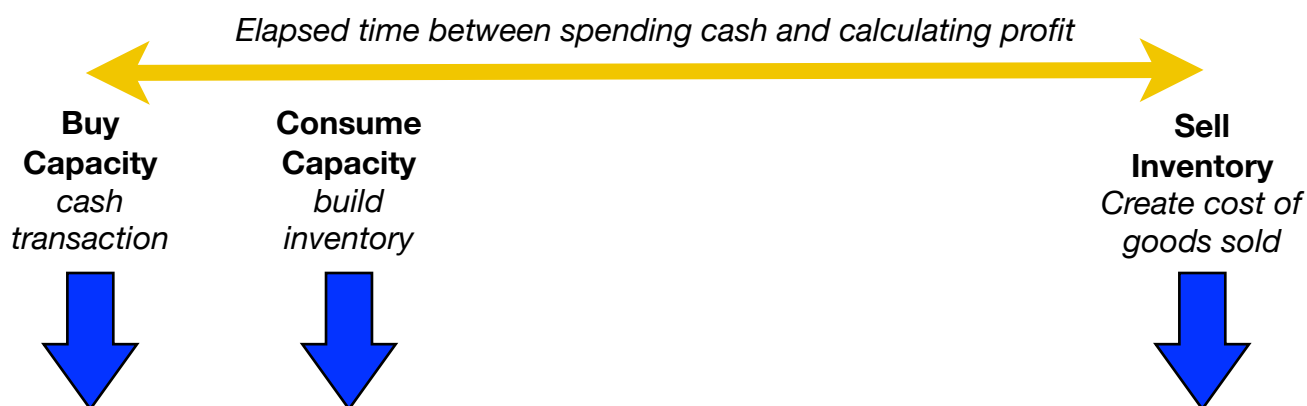 Elapsed time between spending cash and calculating profit
Buy
Capacity
cash
transaction
Consume
Capacity
build
inventory
Sell
Inventory
Create cost of
goods sold